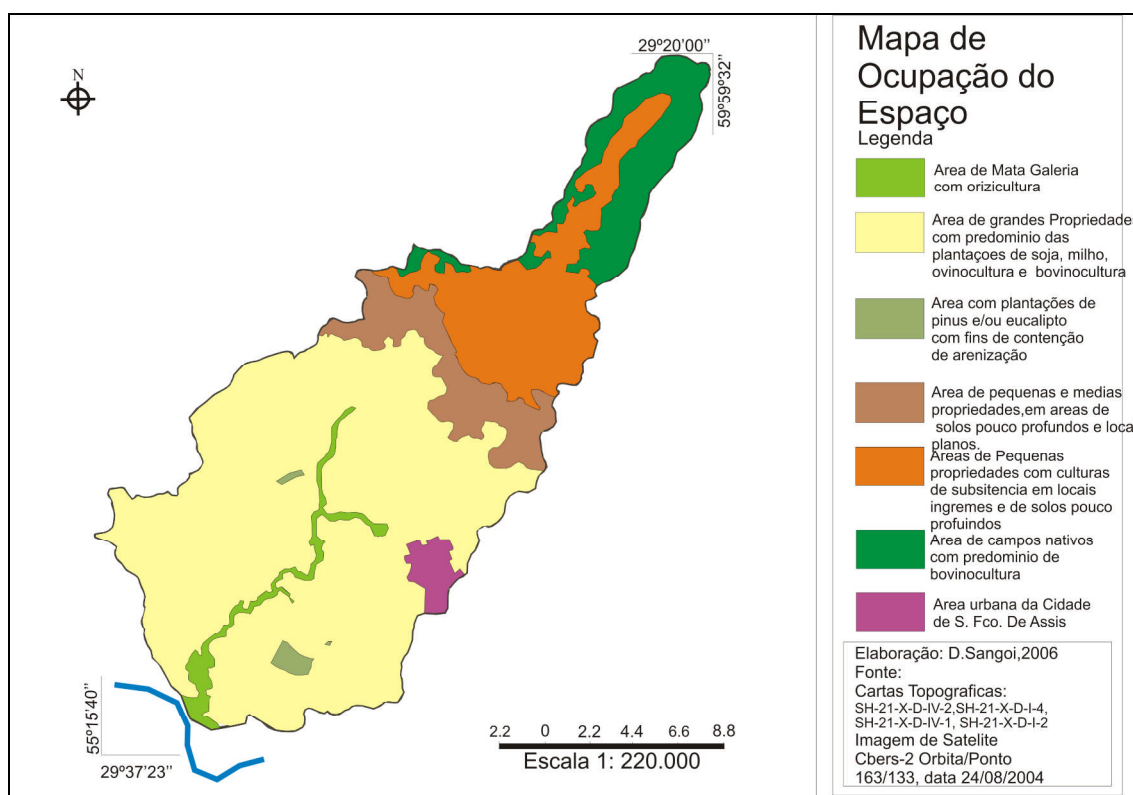 N
29º20'00''
59º59'32''
55º15'40''
29º37'23''
2.2 0 2.2 4.4 6.6 8.8
Escala 1: 220.000
Mapa de
Ocupação do
Espaço
Legenda
Area de Mata Galeria
com orizicultura
Area de grandes Propriedades
com predominio das
plantaçoes de soja, milho,
ovinocultura e bovinocultura
Area com plantações de
pinus e/ou eucalipto
com fins de contenção
de arenização
Area de pequenas e medias
propriedades,em areas de
solos pouco profundos e loca
planos.
Areas de Pequenas
propriedades com culturas
de subsitencia em locais
ingremes e de solos pouco
profuindos
Area de campos nativos
com predominio de
bovinocultura
Area urbana da Cidade
de S. Fco. De Assis
Elaboração: D.Sangoi,2006
Fonte:
Cartas Topograficas:
SH-21-X-D-IV-2,SH-21-X-D-I-4,
SH-21-X-D-IV-1, SH-21-X-D-I-2
Imagem de Satelite
Cbers-2 Orbita/Ponto
163/133, data 24/08/2004